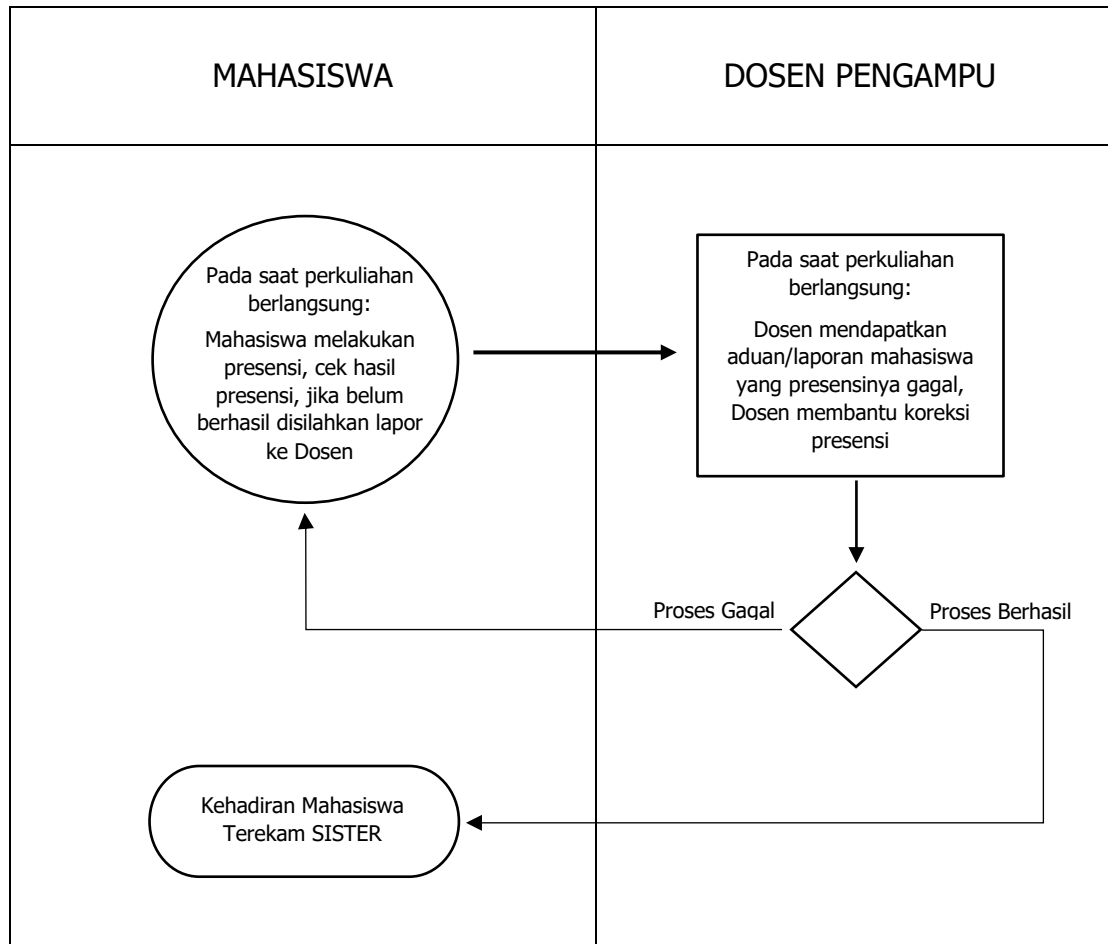 MAHASISWA
DOSEN PENGAMPU
Pada saat perkuliahan
berlangsung:
Mahasiswa melakukan
presensi, cek hasil
presensi, jika belum
berhasil disilahkan lapor
ke Dosen
Pada saat perkuliahan
berlangsung:
Dosen mendapatkan
aduan/laporan mahasiswa
yang presensinya gagal,
Dosen membantu koreksi
presensi
Proses Gagal
Proses Berhasil
Kehadiran Mahasiswa
Terekam SISTER